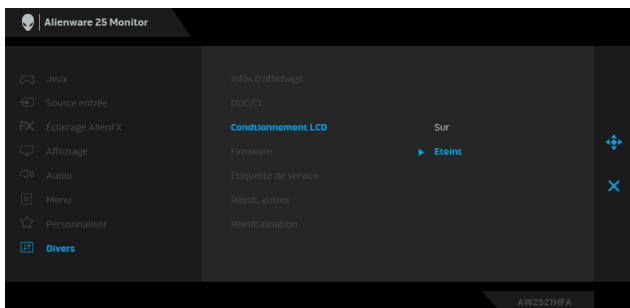 Alienware 25 Monitor
Jeux
Infos D'affichage
Source entrée
DDC/CI
FX Éclairage AlienFX
Condtionnement LCD
Sur
Affichage
Firmware
Eteint
Audio
Étiquette de service
Menu
Réinit. autres
Personnaliser
Réinitialisation
Divers
AW2521HFA